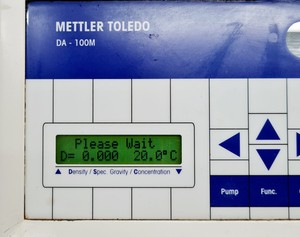 METTLER TOLEDO
DA - 100M
Please Wait
D= 0.000 20.0°C
▲ Density / Spec. Gravity / Concentration ▼
Pump Func.